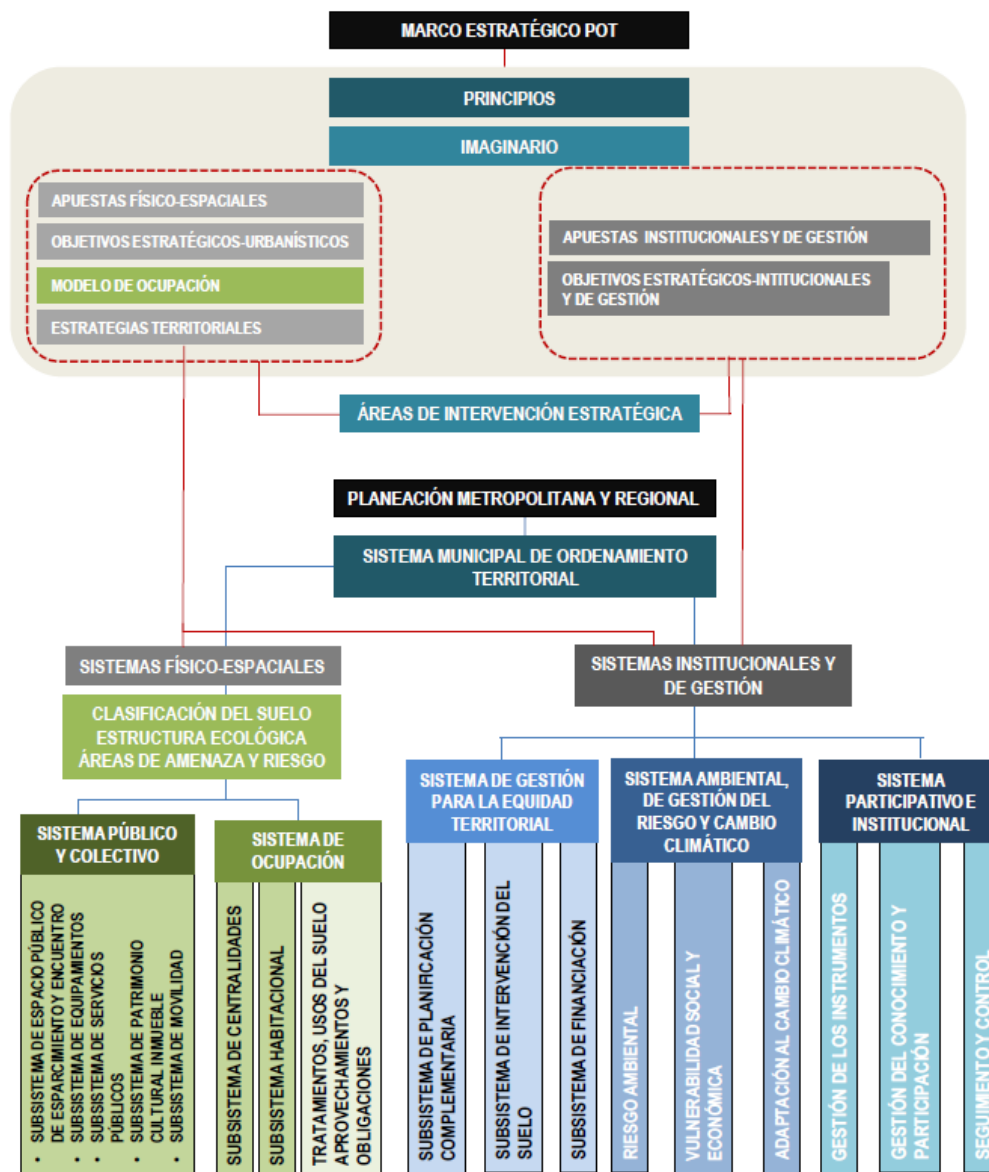 MARCO ESTRATÉGICO POT
PRINCIPIOS
IMAGINARIO
APUESTAS FÍSICO-ESPACIALES
OBJETIVOS ESTRATÉGICOS-URBANÍSTICOS
MODELO DE OCUPACIÓN
ESTRATEGIAS TERRITORIALES
APUESTAS INSTITUCIONALES Y DE GESTIÓN
OBJETIVOS ESTRATÉGICOS-INTITUCIONALES
Y DE GESTIÓN
ÁREAS DE INTERVENCIÓN ESTRATÉGICA
PLANEACIÓN METROPOLITANA Y REGIONAL
SISTEMA MUNICIPAL DE ORDENAMIENTO
TERRITORIAL
SISTEMAS FÍSICO-ESPACIALES
SISTEMAS INSTITUCIONALES Y
DE GESTIÓN
CLASIFICACIÓN DEL SUELO
ESTRUCTURA ECOLÓGICA
ÁREAS DE AMENAZA Y RIESGO
SISTEMA PÚBLICO
Y COLECTIVO
SISTEMA DE
OCUPACIÓN
SISTEMA DE GESTIÓN
PARA LA EQUIDAD
TERRITORIAL
SISTEMA AMBIENTAL,
DE GESTIÓN DEL
RIESGO Y CAMBIO
CLIMÁTICO
SISTEMA
PARTICIPATIVO E
INSTITUCIONAL
• SUBSISTEMA DE ESPACIO PÚBLICO
DE ESPARCIMIENTO Y ENCUENTRO
• SUBSISTEMA DE EQUIPAMIENTOS
• SUBSISTEMA DE SERVICIOS
PÚBLICOS
• SUBSISTEMA DE PATRIMONIO
CULTURAL INMUEBLE
• SUBSISTEMA DE MOVILIDAD
SUBSISTEMA DE CENTRALIDADES
SUBSISTEMA HABITACIONAL
TRATAMIENTOS, USOS DEL SUELO
APROVECHAMIENTOS Y
OBLIGACIONES
SUBSISTEMA DE PLANIFICACIÓN
COMPLEMENTARIA
SUBSISTEMA DE INTERVENCIÓN DEL
SUELO
SUBSISTEMA DE FINANCIACIÓN
RIESGO AMBIENTAL
VULNERABILIDAD SOCIAL Y
ECONÓMICA
ADAPTACIÓN AL CAMBIO CLIMÁTICO
GESTIÓN DE LOS INSTRUMENTOS
GESTIÓN DEL CONOCIMIENTO Y
PARTICIPACIÓN
SEGUIMIENTO Y CONTROL